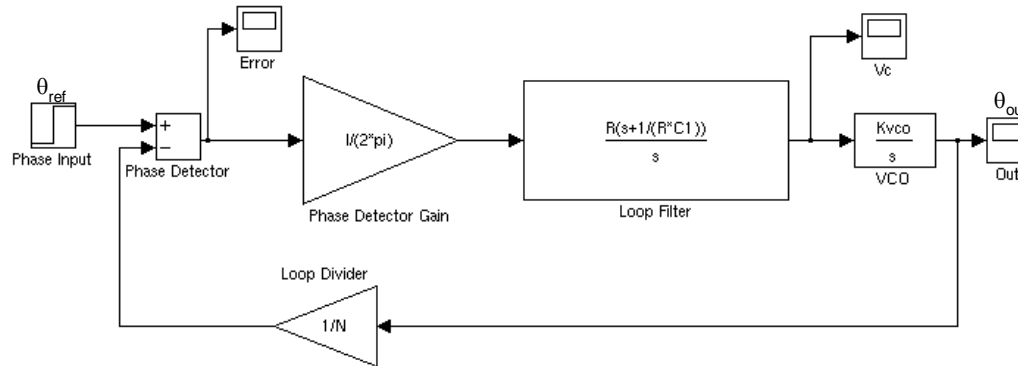 Error
Vc
θref
θou
Phase Input
+
−
Phase Detector
I/(2*pi)
Phase Detector Gain
R(s+1/(R*C1))
s
Loop Filter
Kvco
s
VCO
Out
Loop Divider
1/N